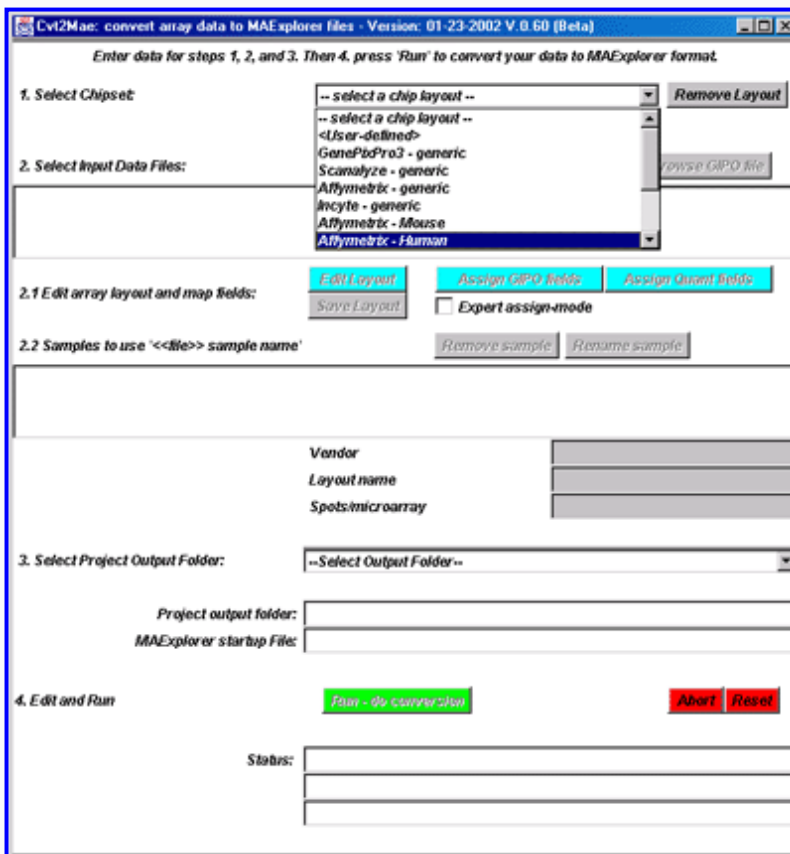 Cvt2Mae: convert array data to MAExplorer files - Version: 01-23-2002 V.0.60 (Beta)
Enter data for steps 1, 2, and 3. Then 4. press 'Run' to convert your data to MAExplorer format.
1. Select Chipset:
-- select a chip layout --
Remove Layout
-- select a chip layout --
<User-defined>
GenePixPro3 - generic
Scanalyze - generic
Affymetrix - generic
Incyte - generic
Affymetrix - Mouse
Affymetrix - Human
2. Select Input Data Files:
rowse GIPO file
2.1 Edit array layout and map fields:
Edit Layout
Assign GIPO fields
Assign Quant fields
Save Layout
Expert assign-mode
2.2 Samples to use '<<file>> sample name'
Remove sample
Rename sample
Vendor
Layout name
Spots/microarray
3. Select Project Output Folder:
--Select Output Folder--
Project output folder:
MAExplorer startup File:
4. Edit and Run
Run - do conversion
Abort
Reset
Status: